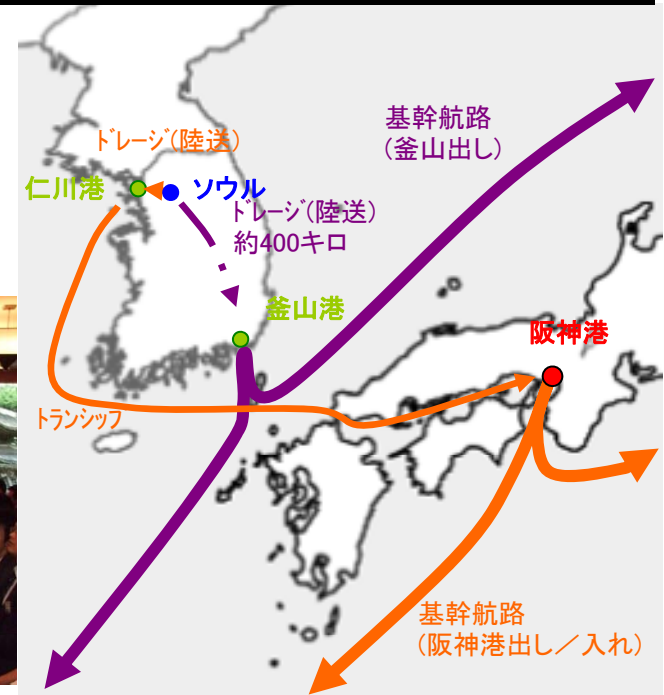 基幹航路
(釜山出し)
ドレージ(陸送)
仁川港
ソウル
ドレージ(陸送)
約400キロ
釜山港
阪神港
トランシップ
基幹航路
(阪神港出し／入れ)